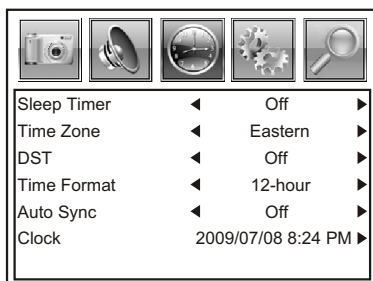 Sleep Timer Off
Time Zone Eastern
DST Off
Time Format 12-hour
Auto Sync Off
Clock 2009/07/08 8:24 PM